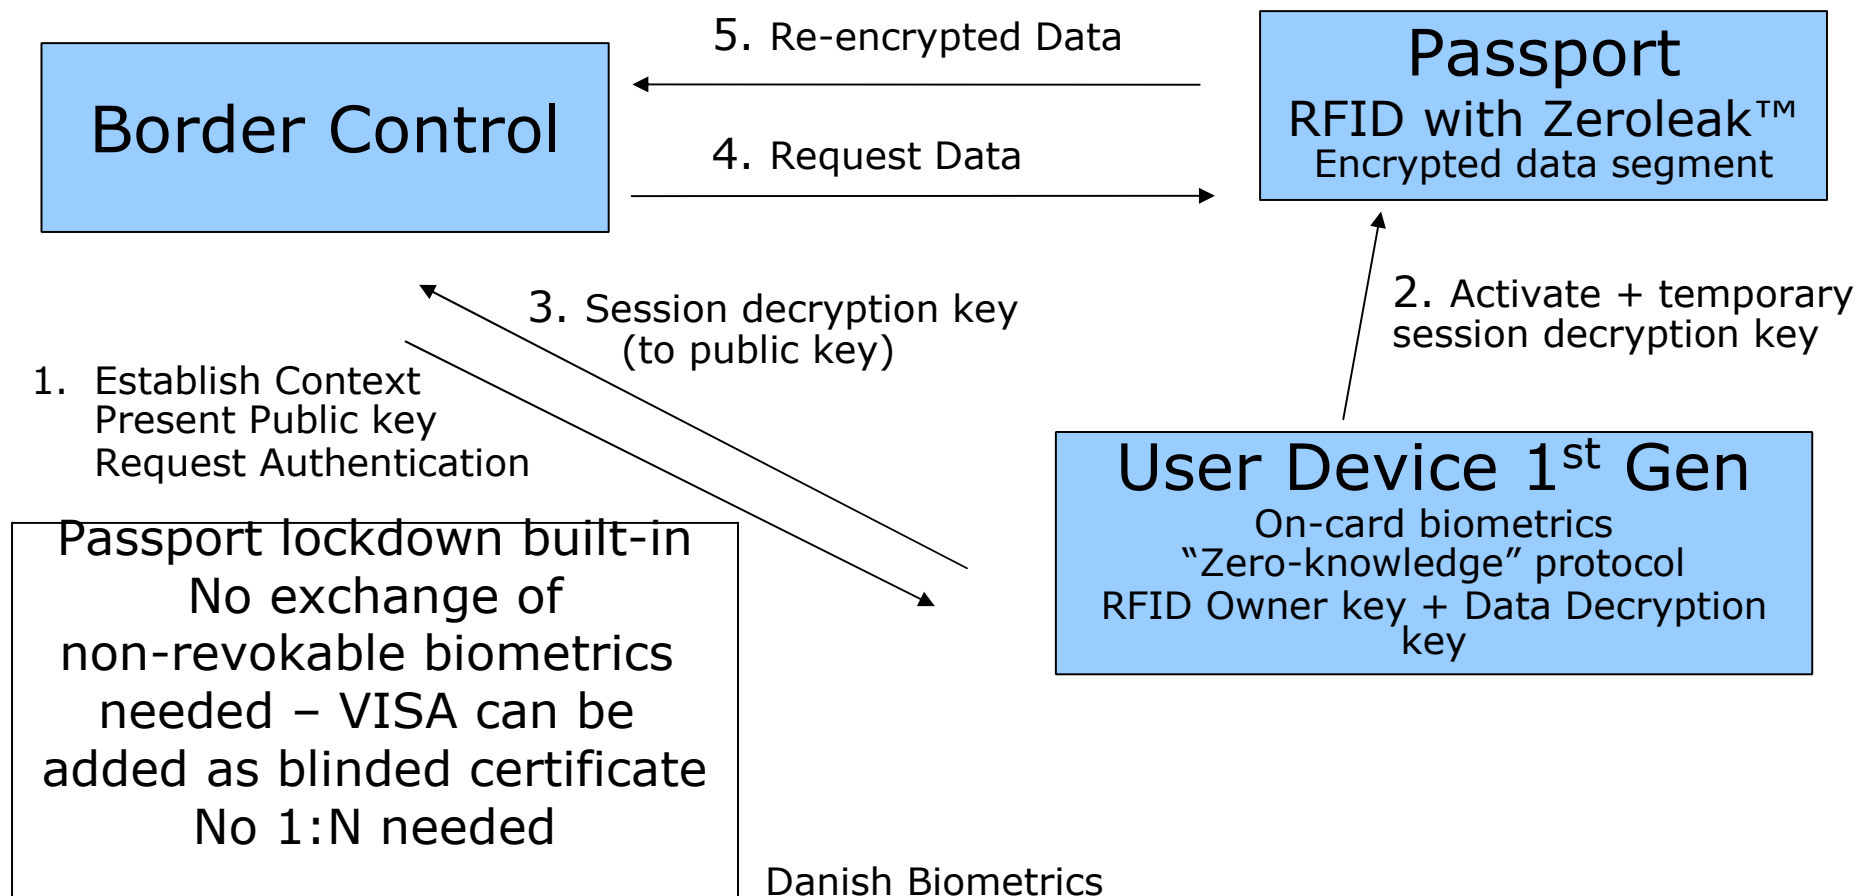 5. Re-encrypted Data
Border Control
4. Request Data
Passport
RFID with Zeroleak™
Encrypted data segment
3. Session decryption key
(to public key)
2. Activate + temporary
session decryption key
1. Establish Context
Present Public key
Request Authentication
User Device 1st Gen
On-card biometrics
“Zero-knowledge” protocol
RFID Owner key + Data Decryption
key
Passport lockdown built-in
No exchange of
non-revokable biometrics
needed – VISA can be
added as blinded certificate
No 1:N needed
Danish Biometrics